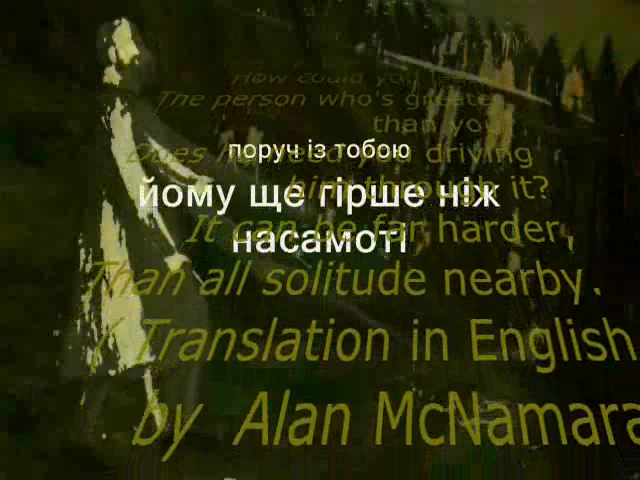 How could you
The person who's greater
than you
поруч із тобою
Does he need you driving
йому ще гірше ніж
him through it?
It can be far harder,
насамоті
Than all solitude nearby.
( Translation in English
by Alan McNamara